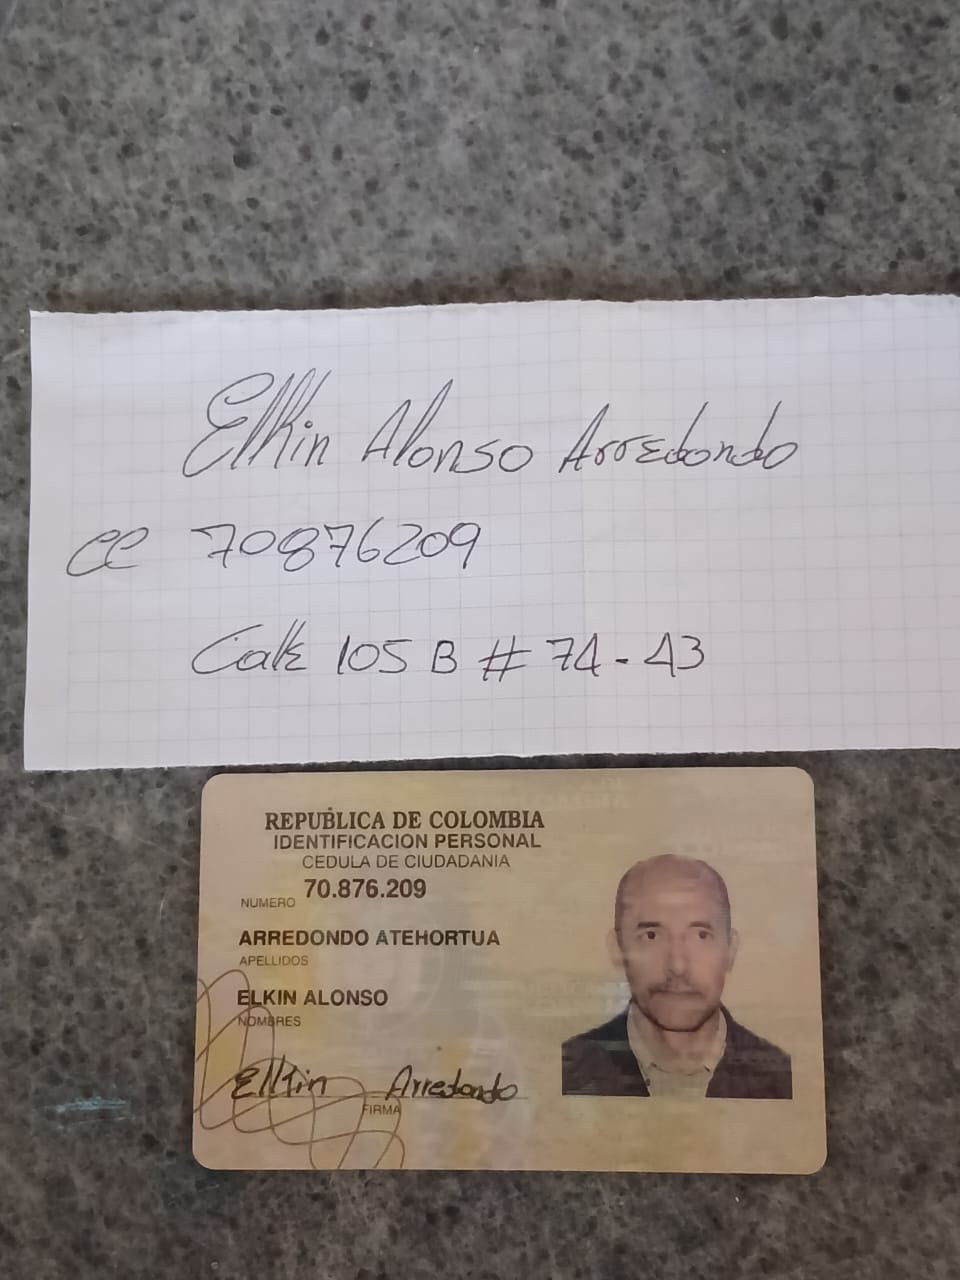 Elkin Alonso Arredondo
CC 70876209
Calle 105 B # 74-43
REPUBLICA DE COLOMBIA
IDENTIFICACION PERSONAL
CEDULA DE CIUDADANIA
NUMERO 70.876.209
ARREDONDO ATEHORTUA
APELLIDOS
ELKIN ALONSO
NOMBRES
Elkin Arredondo
FIRMA